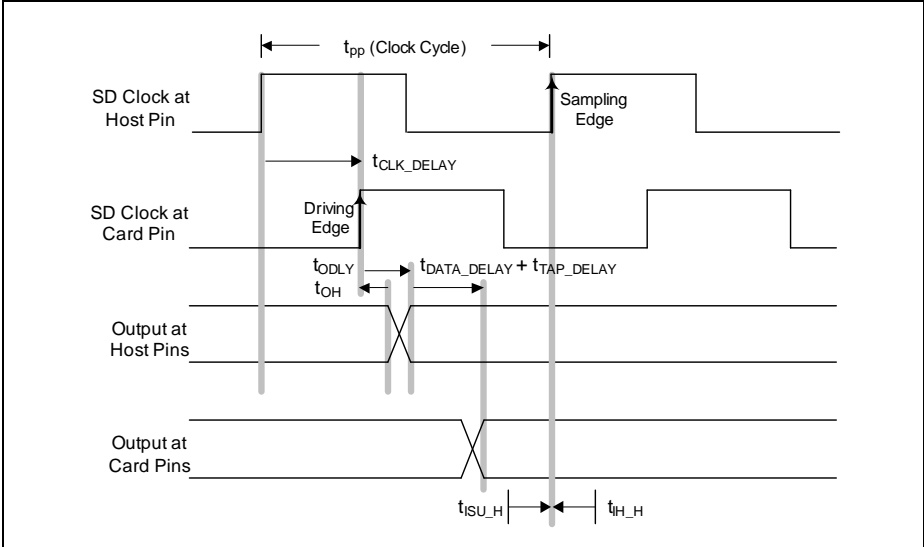 tpp (Clock Cycle)
SD Clock at
Host Pin
Sampling
Edge
tCLK_DELAY
SD Clock at
Card Pin
Driving
Edge
tODLY
tDATA_DELAY + tTAP_DELAY
tOH
Output at
Host Pins
Output at
Card Pins
tISU_H
tIH_H